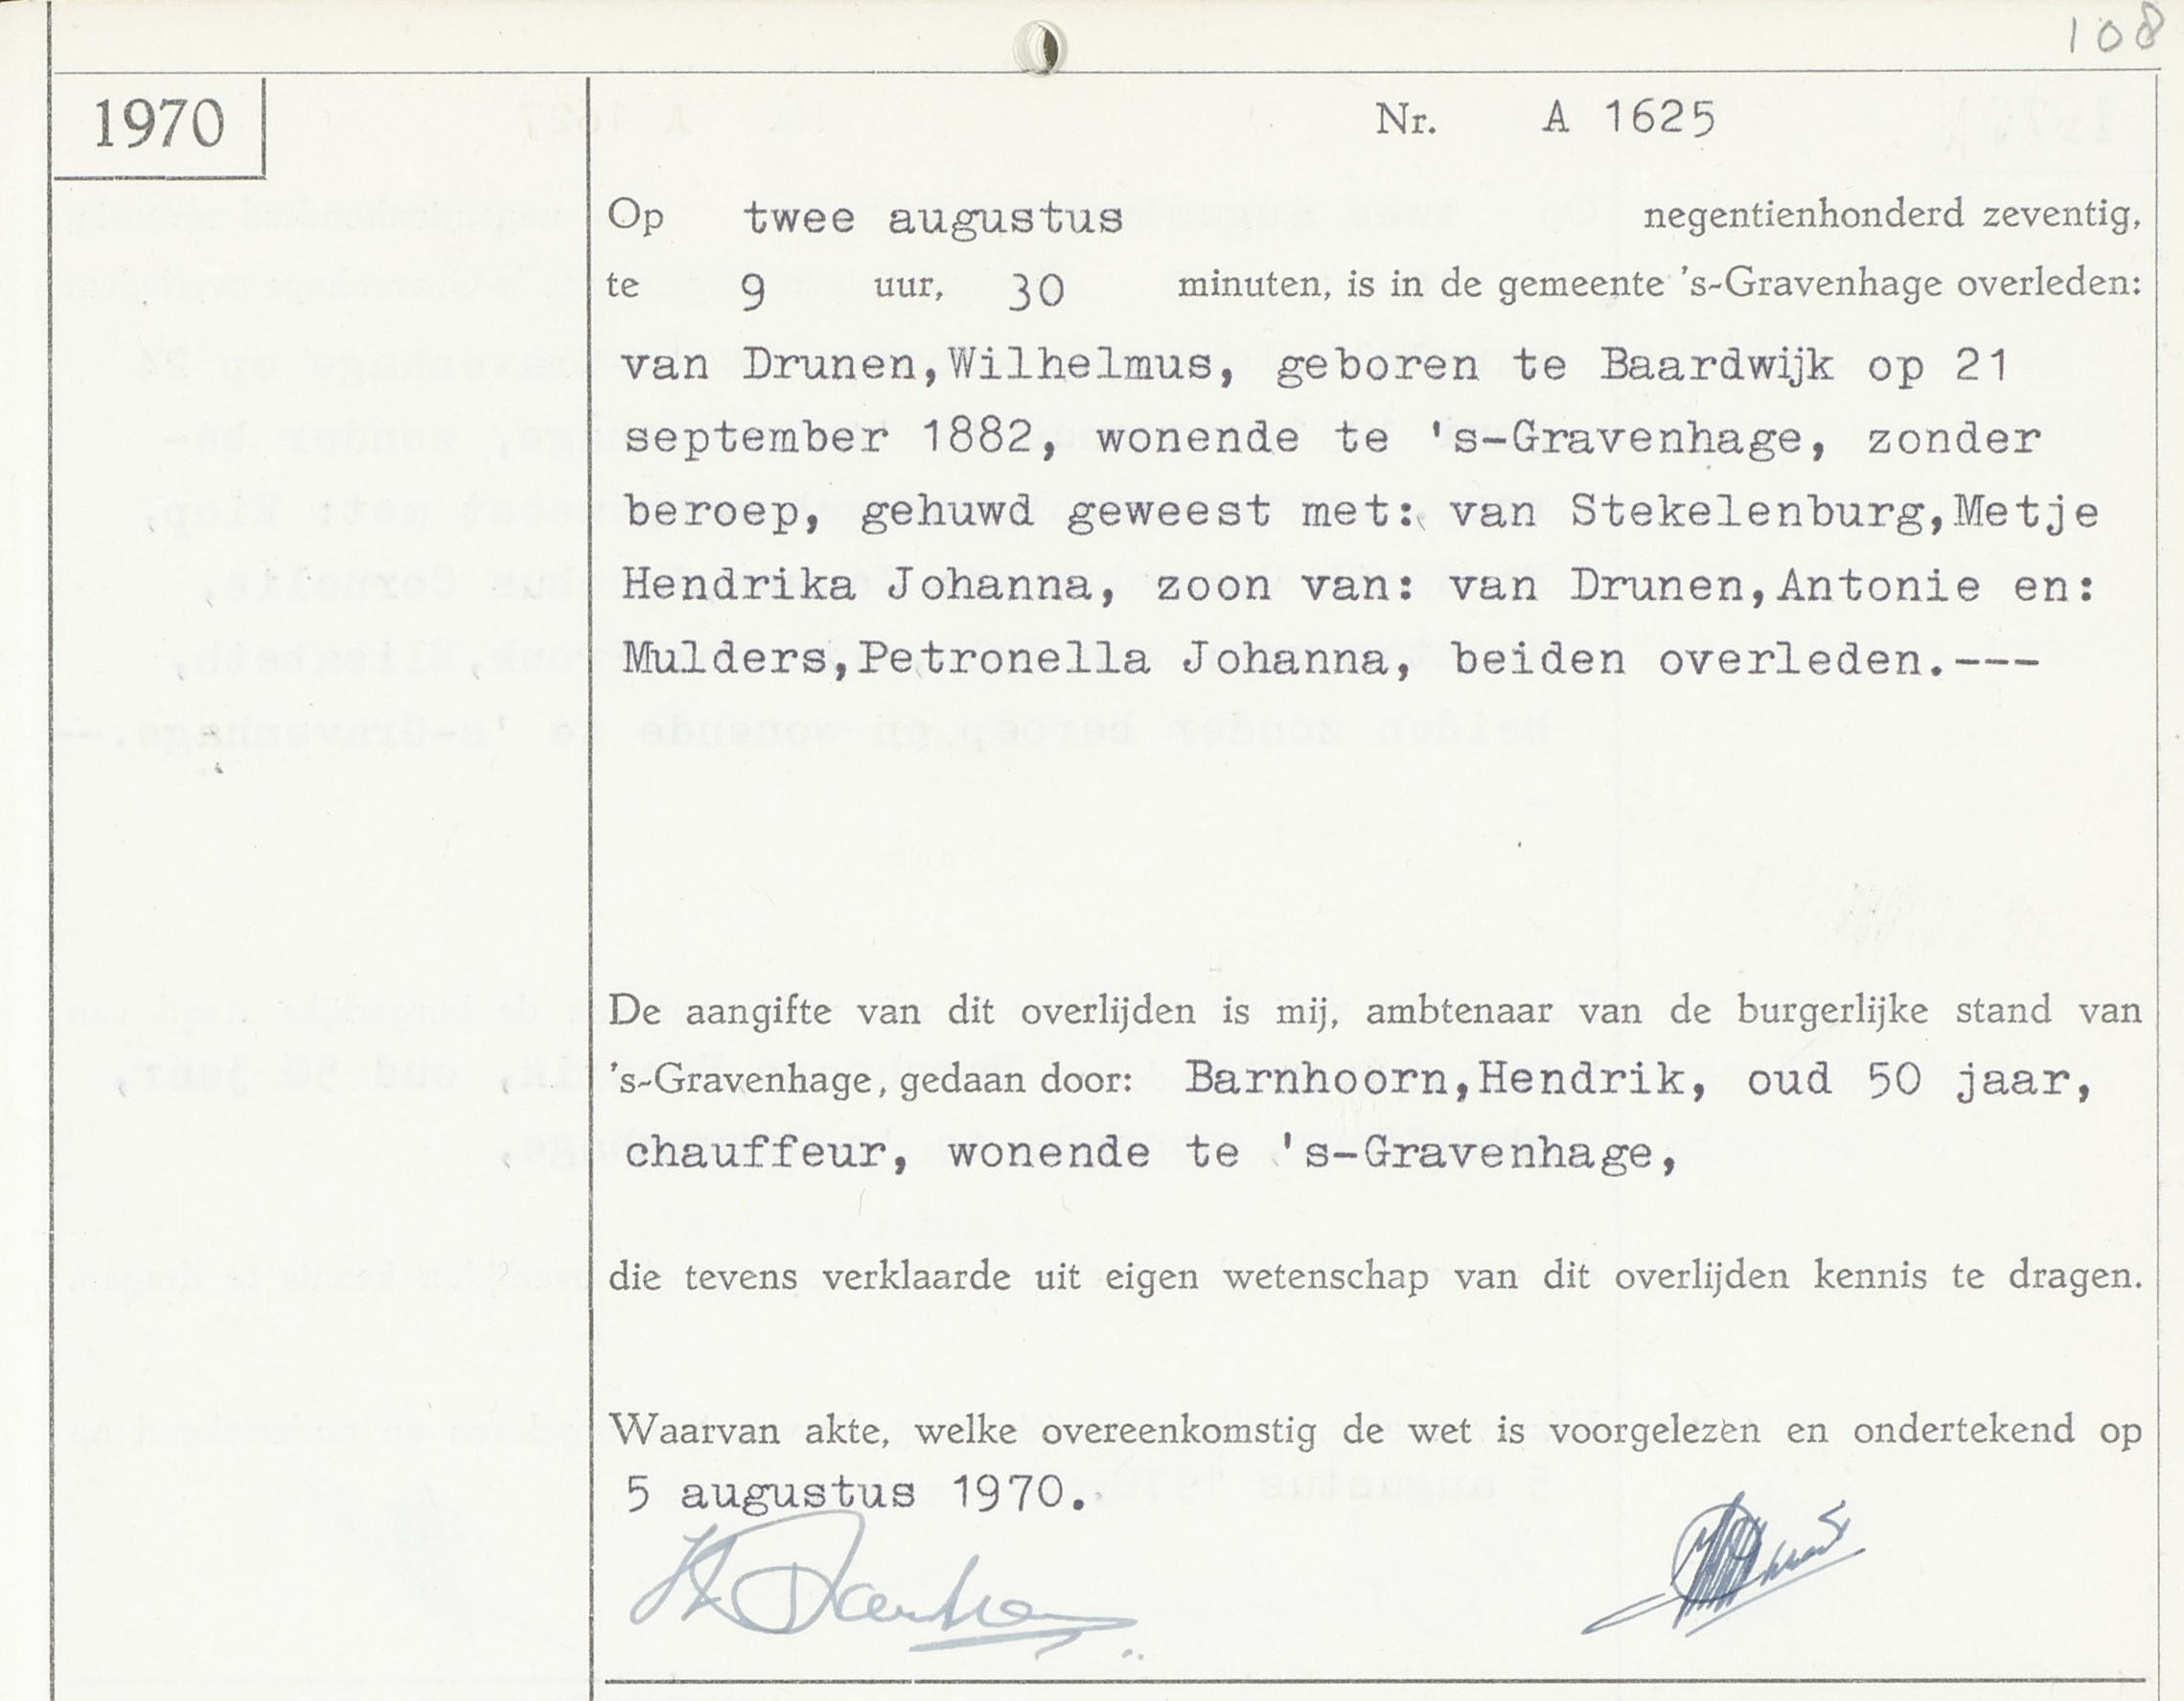 108
1970
Nr. A 1625
Op twee augustus negentienhonderd zeventig,
te 9 uur, 30 minuten, is in de gemeente 's-Gravenhage overleden:
van Drunen,Wilhelmus, geboren te Baardwijk op 21
september 1882, wonende te 's-Gravenhage, zonder
beroep, gehuwd geweest met: van Stekelenburg,Metje
Hendrika Johanna, zoon van: van Drunen,Antonie en:
Mulders,Petronella Johanna, beiden overleden.---
De aangifte van dit overlijden is mij, ambtenaar van de burgerlijke stand van
's-Gravenhage, gedaan door: Barnhoorn,Hendrik, oud 50 jaar,
chauffeur, wonende te 's-Gravenhage,
die tevens verklaarde uit eigen wetenschap van dit overlijden kennis te dragen.
Waarvan akte, welke overeenkomstig de wet is voorgelezen en ondertekend op
5 augustus 1970.